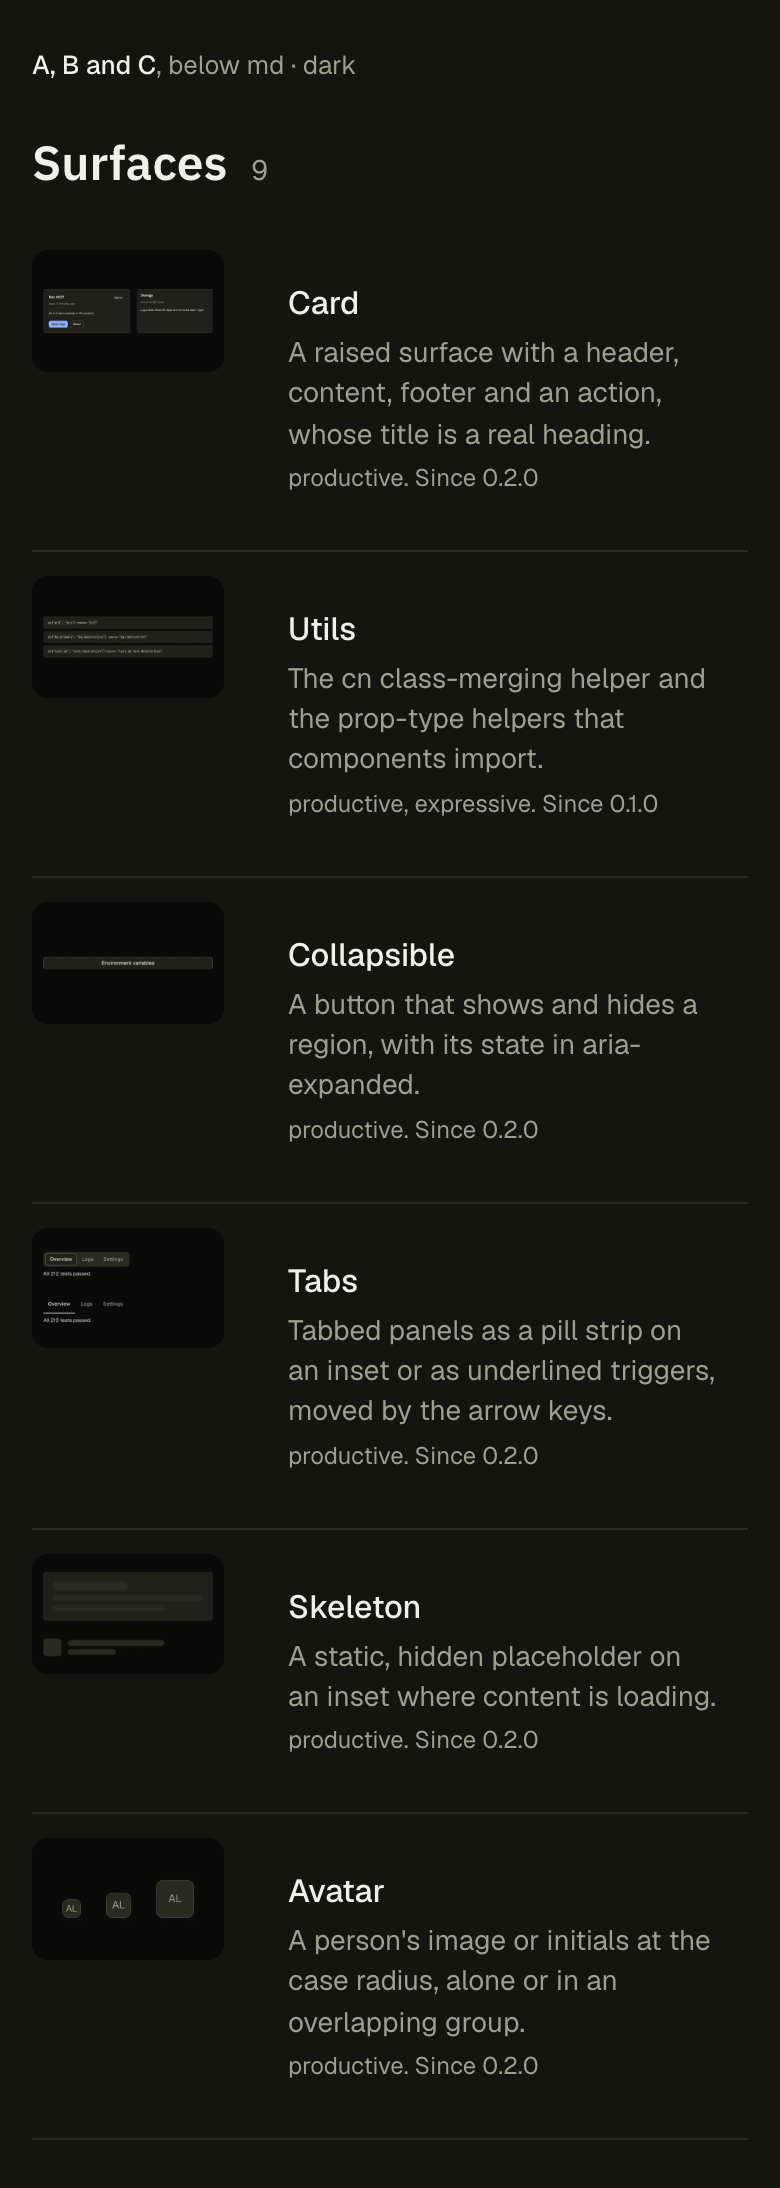 A, B and C, below md · dark
Surfaces 9
Card
A raised surface with a header,
content, footer and an action,
whose title is a real heading.
productive. Since 0.2.0
Utils
The cn class-merging helper and
the prop-type helpers that
components import.
productive, expressive. Since 0.1.0
Environment variables
Collapsible
A button that shows and hides a
region, with its state in aria-
expanded.
productive. Since 0.2.0
Overview Logs Settings
All 212 tests passed.
Overview Logs Settings
All 212 tests passed.
Tabs
Tabbed panels as a pill strip on
an inset or as underlined triggers,
moved by the arrow keys.
productive. Since 0.2.0
Skeleton
A static, hidden placeholder on
an inset where content is loading.
productive. Since 0.2.0
AL AL AL
Avatar
A person's image or initials at the
case radius, alone or in an
overlapping group.
productive. Since 0.2.0